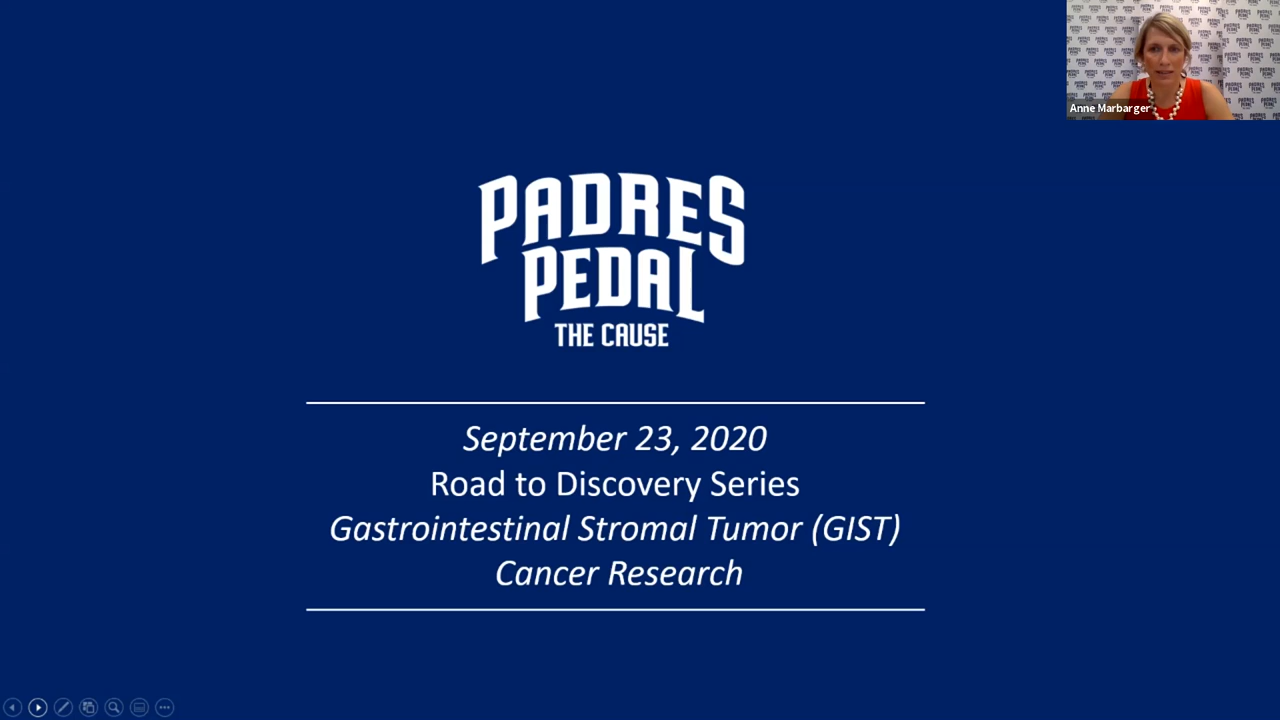 Anne Marbarger
PADRES
PEDAL
THE CAUSE
September 23, 2020
Road to Discovery Series
Gastrointestinal Stromal Tumor (GIST)
Cancer Research